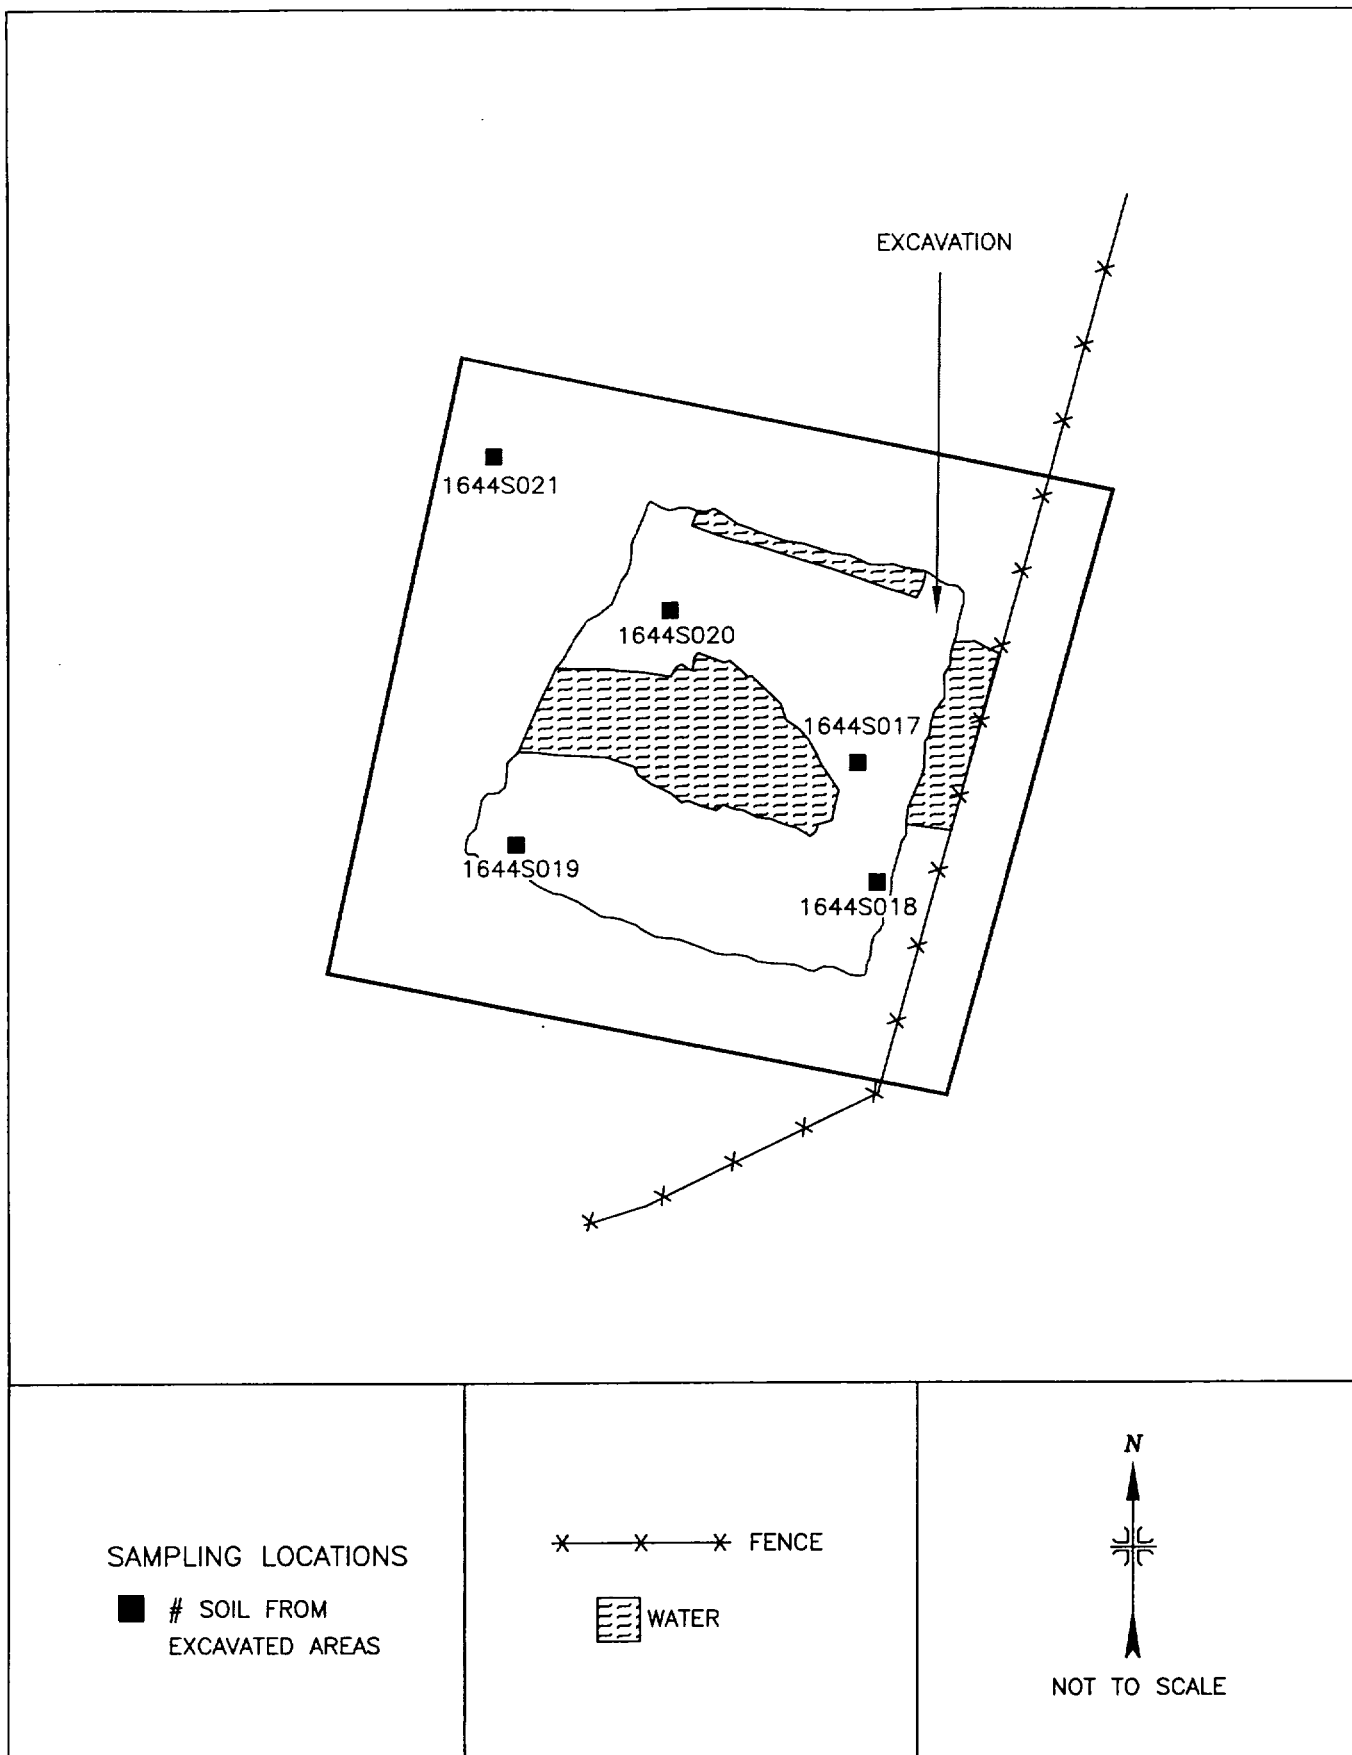 EXCAVATION
1644S021
1644S020
1644S017
1644S019
1644S018
SAMPLING LOCATIONS
# SOIL FROM
EXCAVATED AREAS
FENCE
WATER
N
NOT TO SCALE